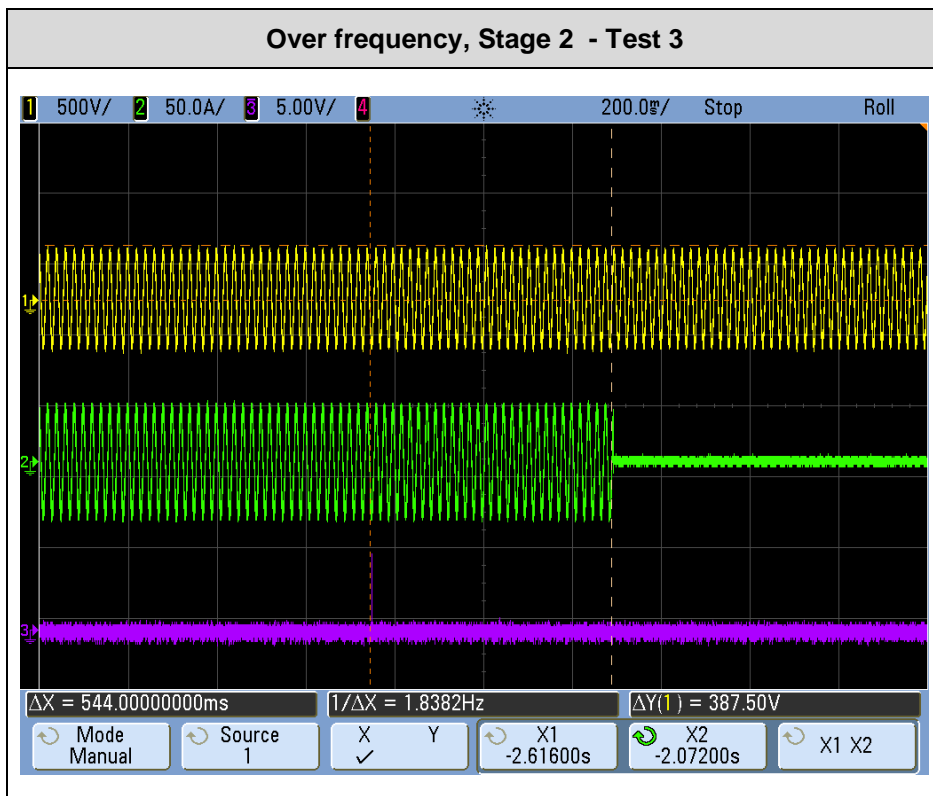 Over frequency, Stage 2 - Test 3
1 500V/ 2 50.0A/ 3 5.00V/ 4 200.0ms/ Stop Roll
1
2
3
ΔX = 544.00000000ms 1/ΔX = 1.8382Hz ΔY(1) = 387.50V
Mode Source X Y X1 X2 X1 X2
Manual 1 ✓ -2.61600s -2.07200s